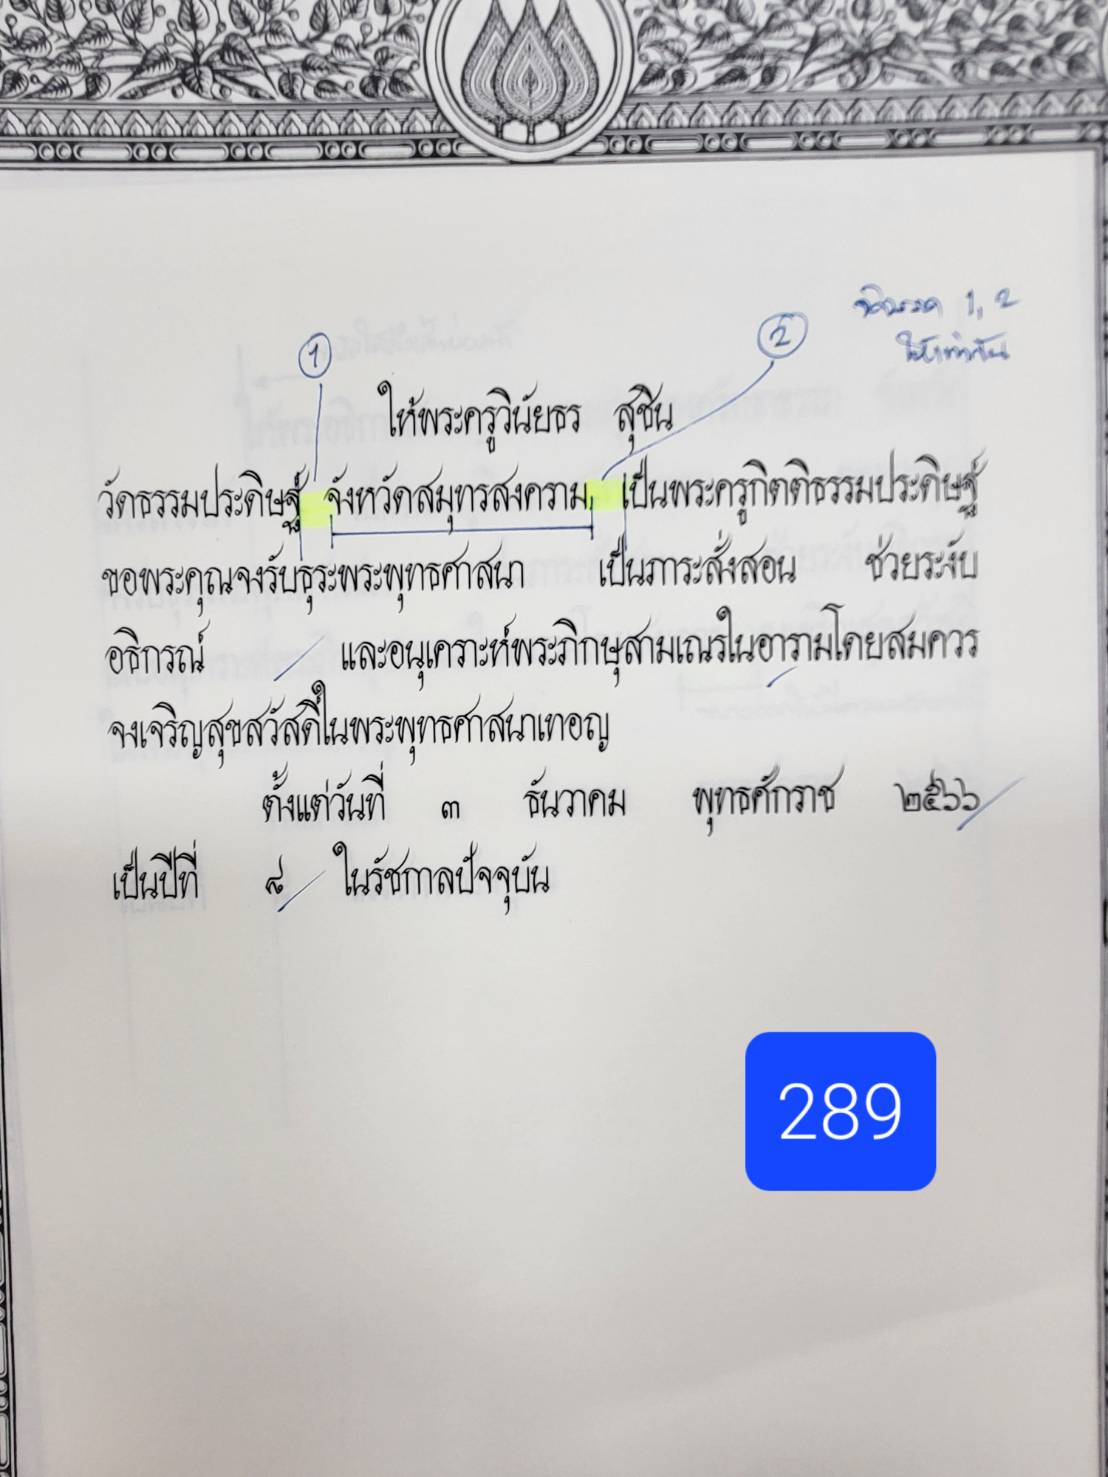 จัดวรรค 1, 2
ให้เท่ากัน
1
2
ให้พระครูวินัยธร สุชิน
วัดธรรมประดิษฐ์ จังหวัดสมุทรสงคราม เป็นพระครูกิตติธรรมประดิษฐ์
ขอพระคุณจงรับธุระพระพุทธศาสนา เป็นภาระสั่งสอน ช่วยระงับ
อธิกรณ์ และอนุเคราะห์พระภิกษุสามเณรในอารามโดยสมควร
จงเจริญสุขสวัสดิ์ในพระพุทธศาสนาเทอญ
ตั้งแต่วันที่ ๓ ธันวาคม พุทธศักราช ๒๕๖๖
เป็นปีที่ ๘ ในรัชกาลปัจจุบัน
289